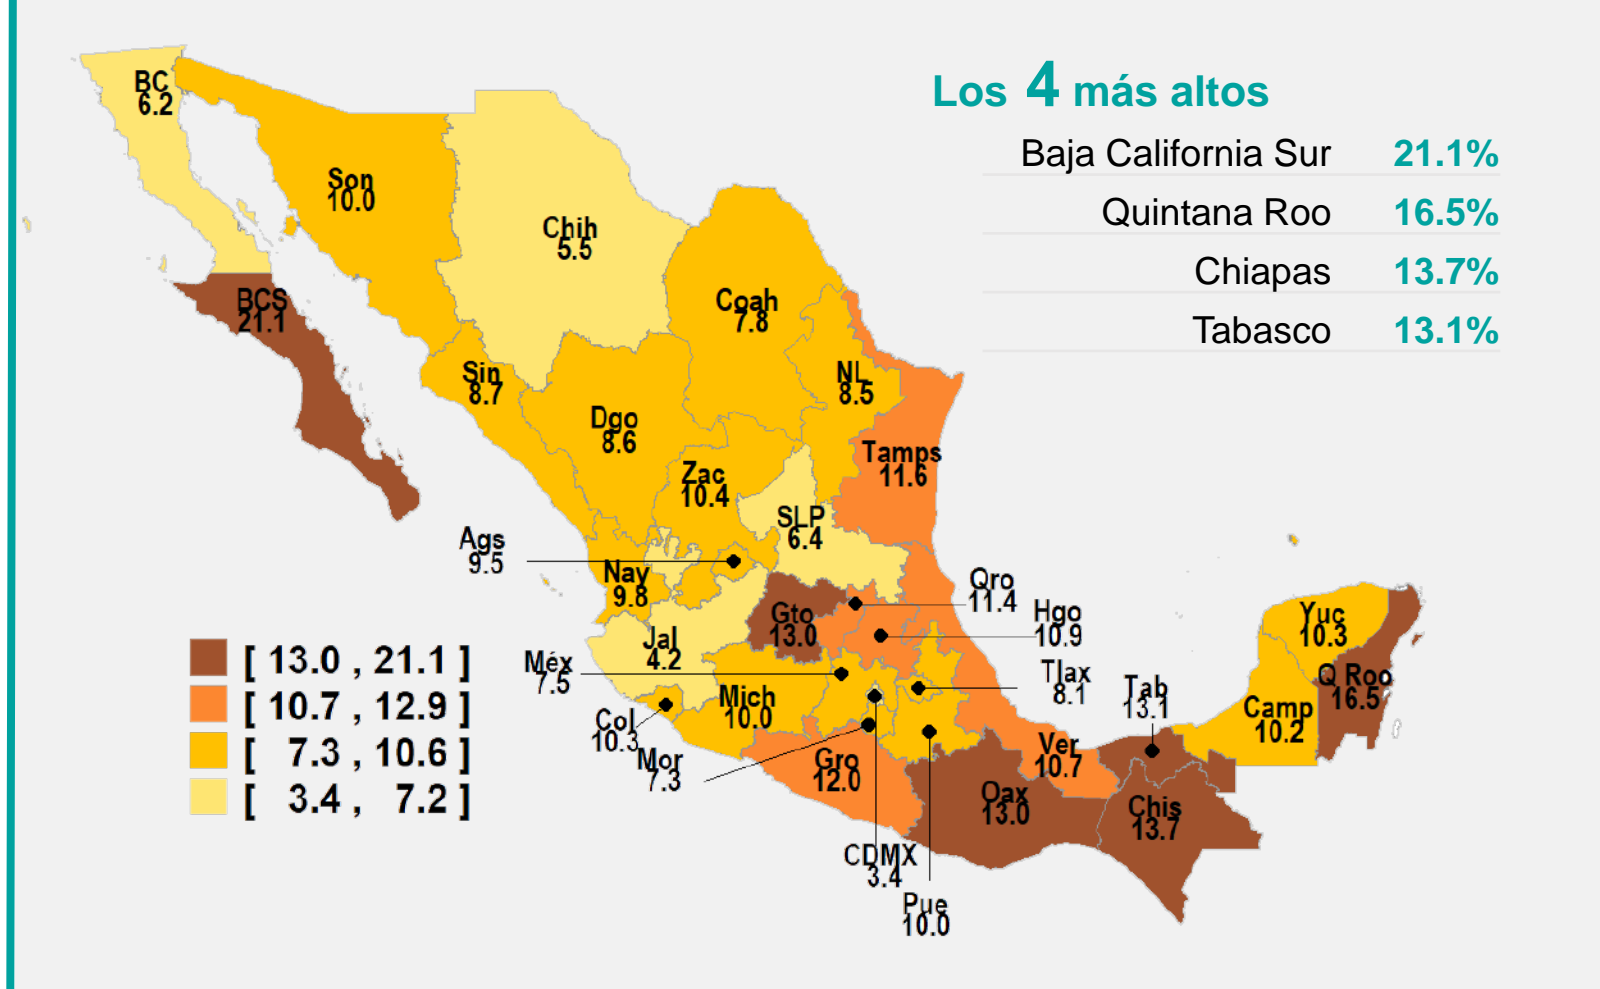 Los 4 más altos
Baja California Sur 21.1%
Quintana Roo 16.5%
Chiapas 13.7%
Tabasco 13.1%
BC
6.2
Son
10.0
Chih
5.5
BCS
21.1
Coah
7.8
Sin
8.7
NL
8.5
Dgo
8.6
Tamps
11.6
Zac
10.4
SLP
6.4
Ags
9.5
Nay
9.8
Qro
11.4
Gto
13.0
Hgo
10.9
Yuc
10.3
Jal
4.2
Méx
7.5
Tlax
8.1
Q Roo
16.5
Tab
13.1
Mich
10.0
Camp
10.2
Col
10.3
Mor
7.3
Gro
12.0
Ver
10.7
Oax
13.0
Chis
13.7
CDMX
3.4
Pue
10.0
[ 13.0 , 21.1 ]
[ 10.7 , 12.9 ]
[ 7.3 , 10.6 ]
[ 3.4 , 7.2 ]